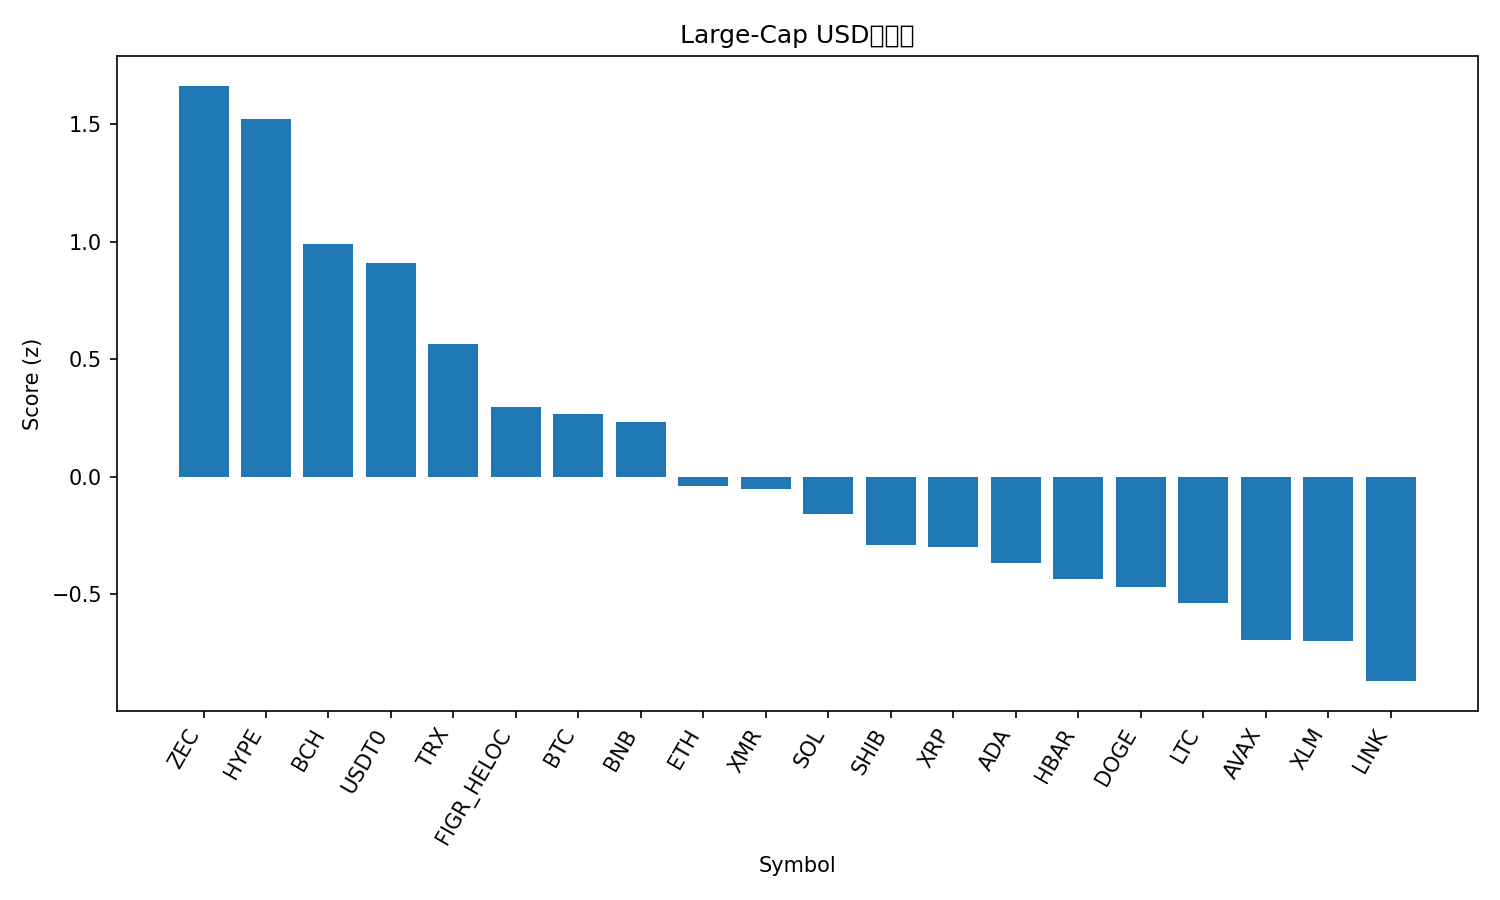 Large-Cap USD
Score (z)
1.5
1.0
0.5
0.0
−0.5
ZEC
HYPE
BCH
USDT0
TRX
FIGR_HELOC
BTC
BNB
ETH
XMR
SOL
SHIB
XRP
ADA
HBAR
DOGE
LTC
AVAX
XLM
LINK
Symbol